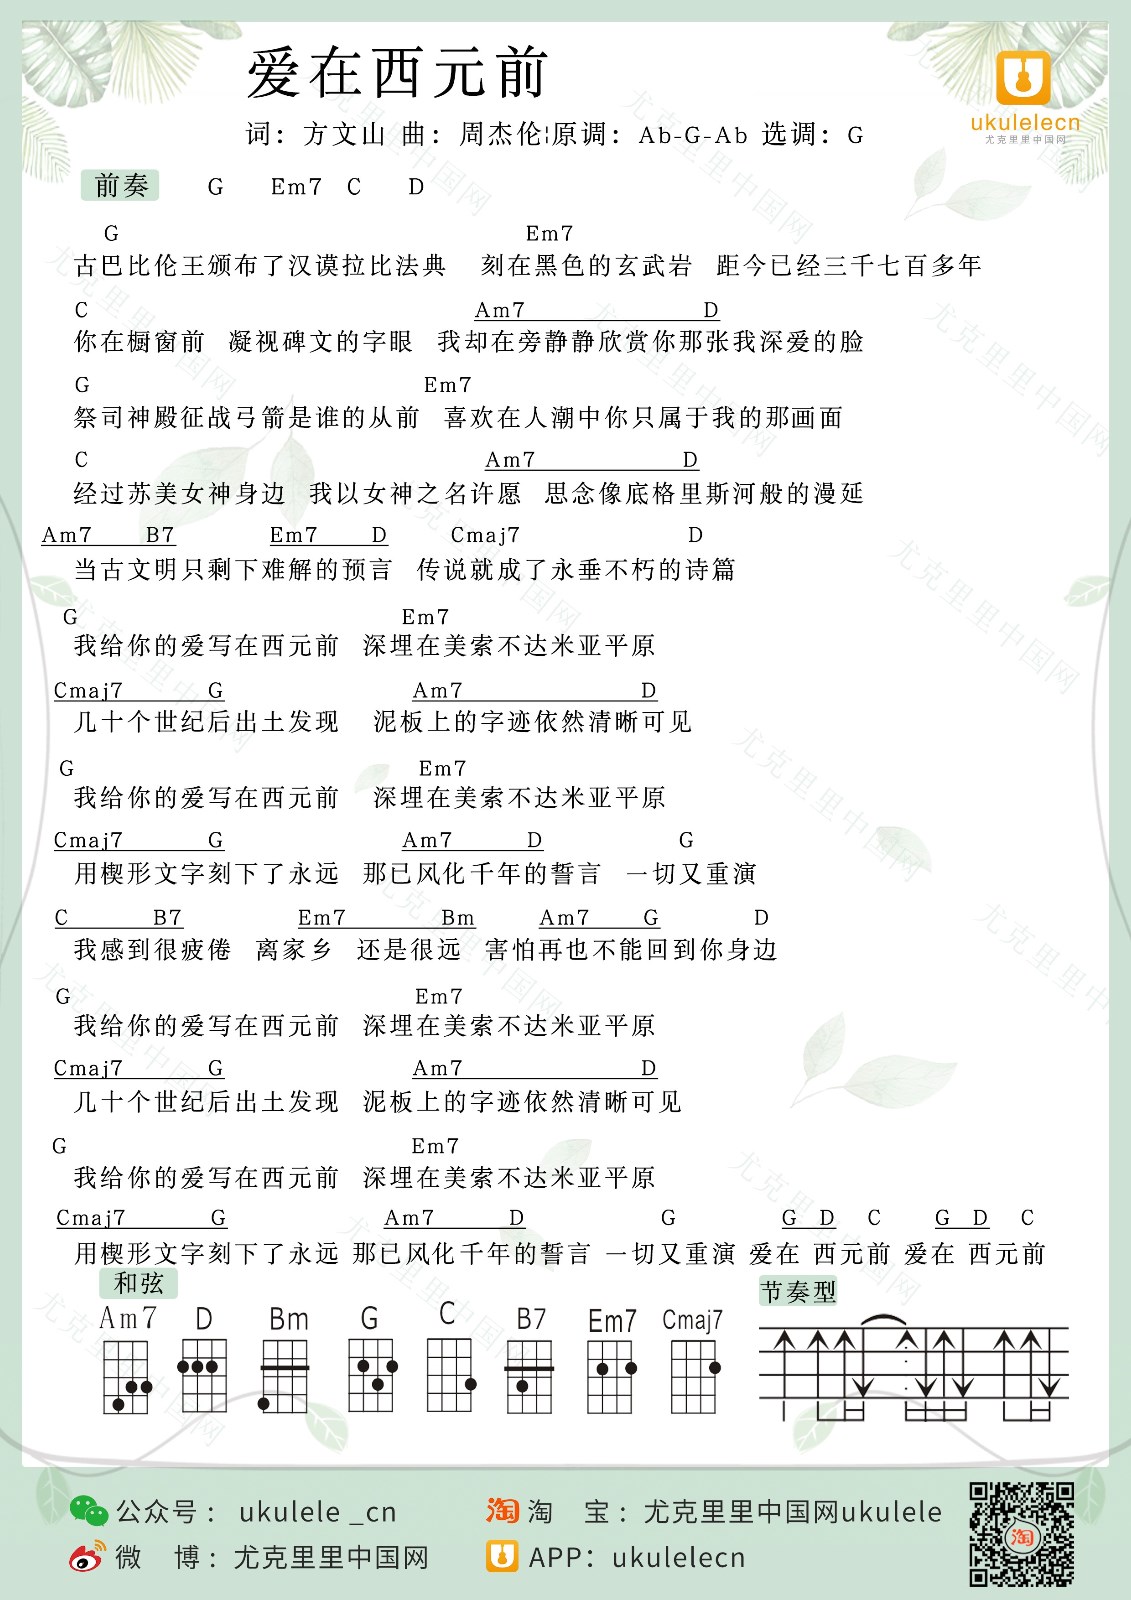 爱在西元前
词：方文山 曲：周杰伦¦原调：Ab-G-Ab 选调：G
ukulelecn
尤克里里中国网
前奏 G Em7 C D
G Em7
古巴比伦王颁布了汉谟拉比法典 刻在黑色的玄武岩 距今已经三千七百多年
C Am7 D
你在橱窗前 凝视碑文的字眼 我却在旁静静欣赏你那张我深爱的脸
G Em7
祭司神殿征战弓箭是谁的从前 喜欢在人潮中你只属于我的那画面
C Am7 D
经过苏美女神身边 我以女神之名许愿 思念像底格里斯河般的漫延
Am7 B7 Em7 D Cmaj7 D
当古文明只剩下难解的预言 传说就成了永垂不朽的诗篇
G Em7
我给你的爱写在西元前 深埋在美索不达米亚平原
Cmaj7 G Am7 D
几十个世纪后出土发现 泥板上的字迹依然清晰可见
G Em7
我给你的爱写在西元前 深埋在美索不达米亚平原
Cmaj7 G Am7 D G
用楔形文字刻下了永远 那已风化千年的誓言 一切又重演
C B7 Em7 Bm Am7 G D
我感到很疲倦 离家乡 还是很远 害怕再也不能回到你身边
G Em7
我给你的爱写在西元前 深埋在美索不达米亚平原
Cmaj7 G Am7 D
几十个世纪后出土发现 泥板上的字迹依然清晰可见
G Em7
我给你的爱写在西元前 深埋在美索不达米亚平原
Cmaj7 G Am7 D G G D C G D C
用楔形文字刻下了永远 那已风化千年的誓言 一切又重演 爱在 西元前 爱在 西元前
和弦 节奏型
Am7 D Bm G C B7 Em7 Cmaj7
公众号： ukulele _cn 淘 淘 宝：尤克里里中国网ukulele
微 博：尤克里里中国网 APP：ukulelecn
淘